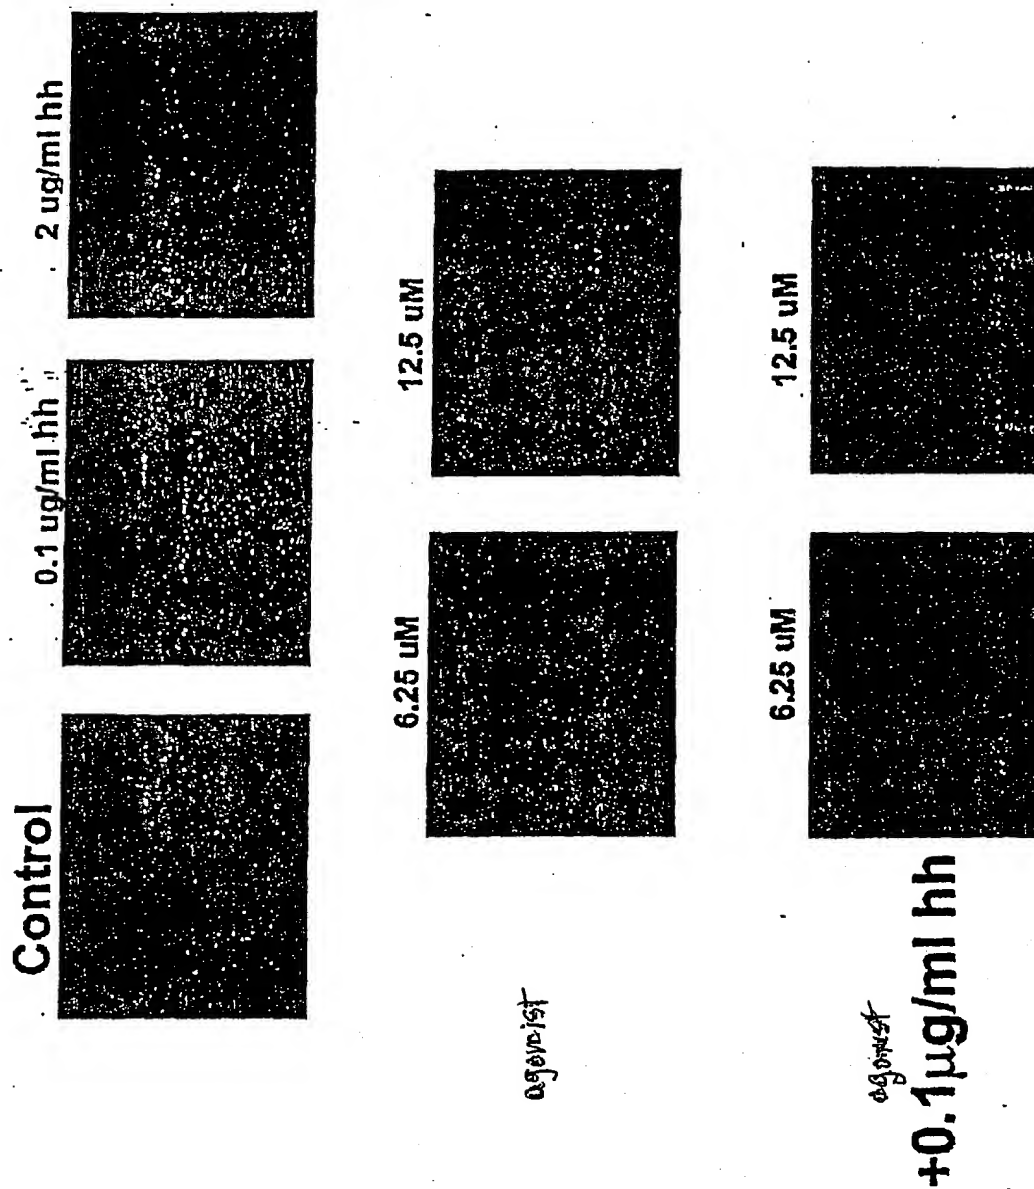 Control
0.1 ug/ml hh
2 ug/ml hh
agonist
6.25 uM
12.5 uM
agonist
+0.1µg/ml hh
6.25 uM
12.5 uM